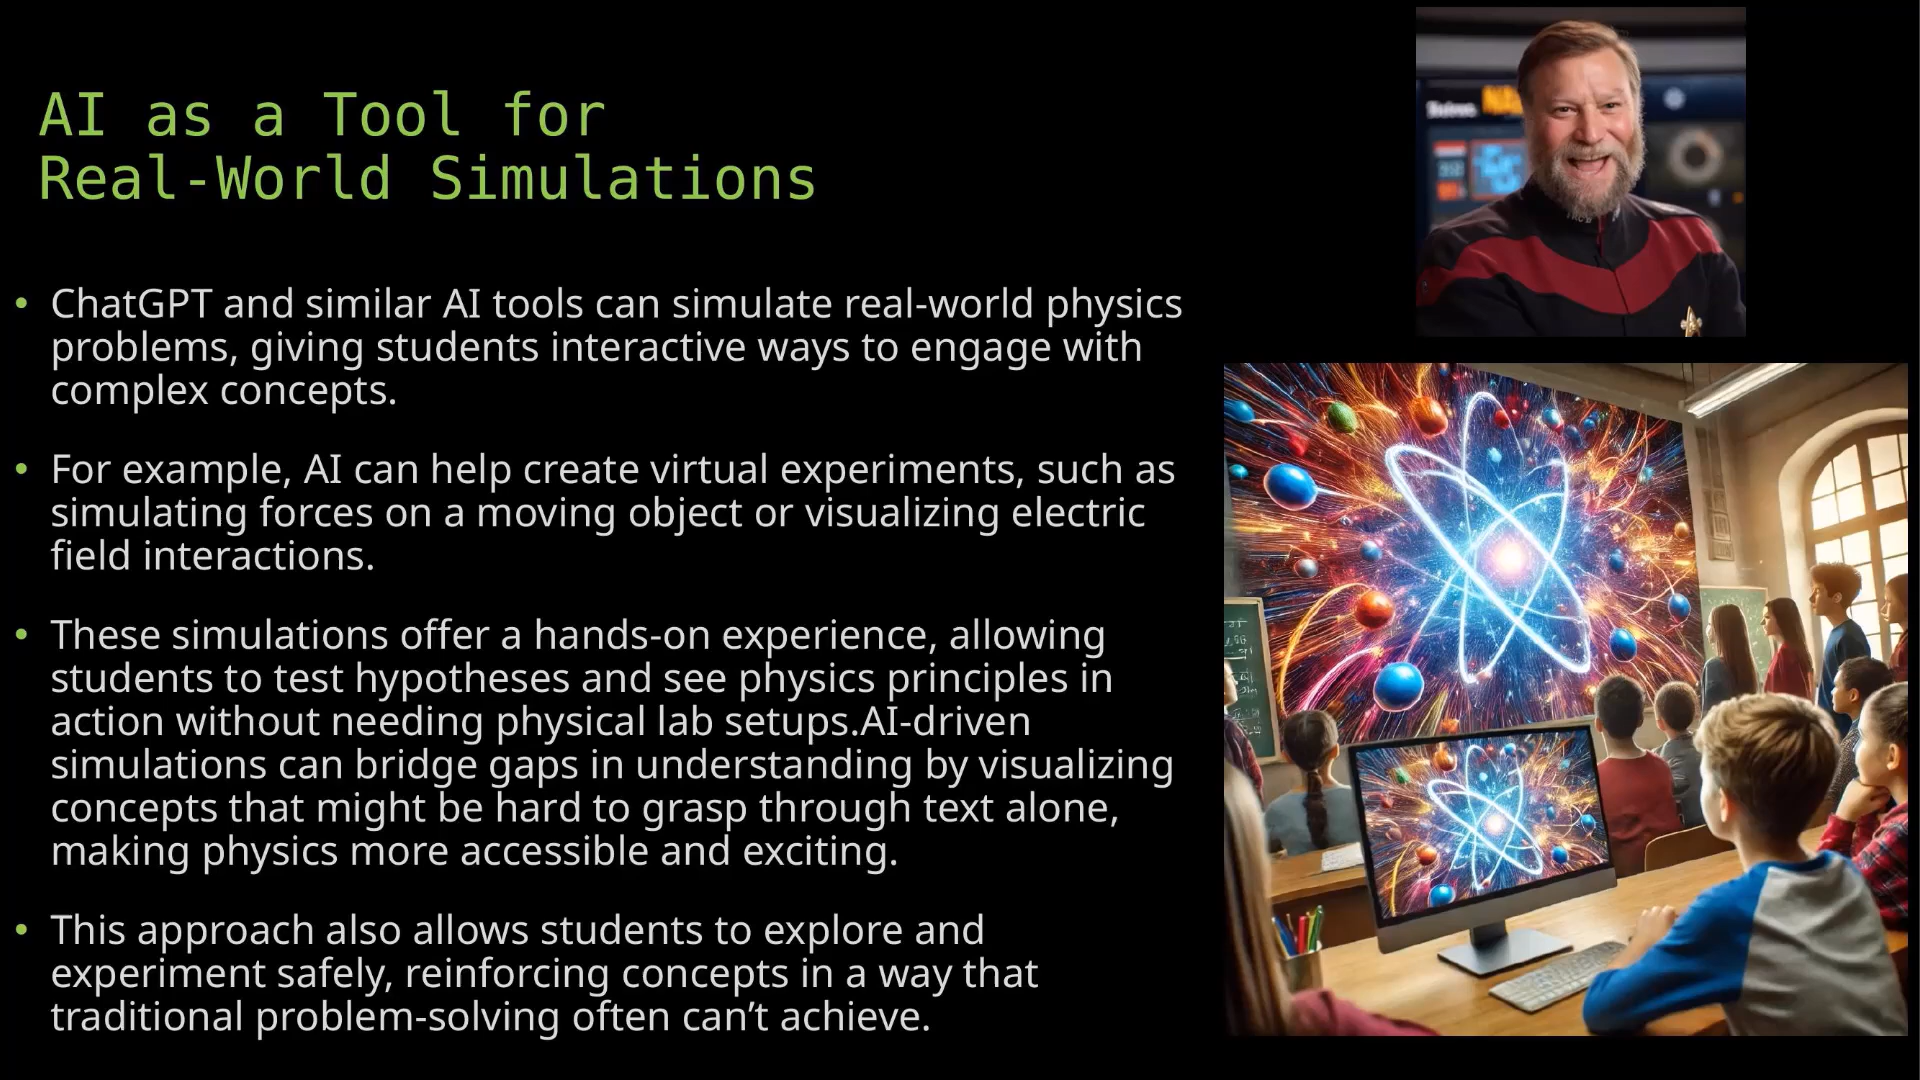 AI as a Tool for
Real-World Simulations
• ChatGPT and similar AI tools can simulate real-world physics
problems, giving students interactive ways to engage with
complex concepts.
• For example, AI can help create virtual experiments, such as
simulating forces on a moving object or visualizing electric
field interactions.
• These simulations offer a hands-on experience, allowing
students to test hypotheses and see physics principles in
action without needing physical lab setups.AI-driven
simulations can bridge gaps in understanding by visualizing
concepts that might be hard to grasp through text alone,
making physics more accessible and exciting.
• This approach also allows students to explore and
experiment safely, reinforcing concepts in a way that
traditional problem-solving often can’t achieve.